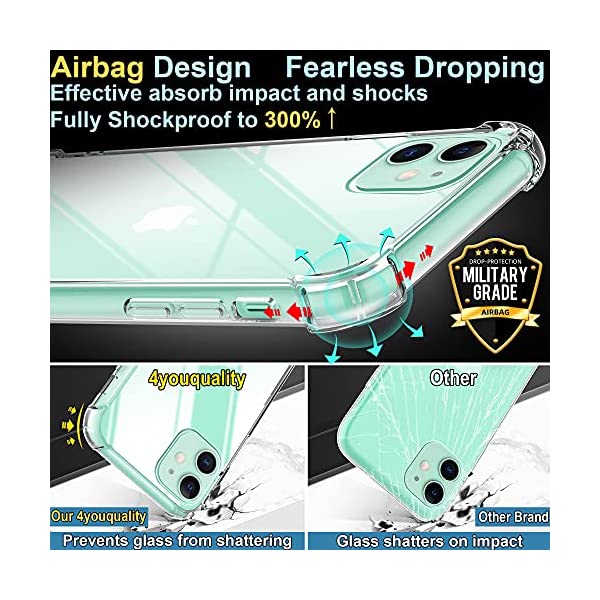 Airbag Design Fearless Dropping
Effective absorb impact and shocks
Fully Shockproof to 300% ↑
DROP-PROTECTION
MILITARY
GRADE
AIRBAG
4youquality
Our 4youquality
Prevents glass from shattering
Other
Other Brand
Glass shatters on impact